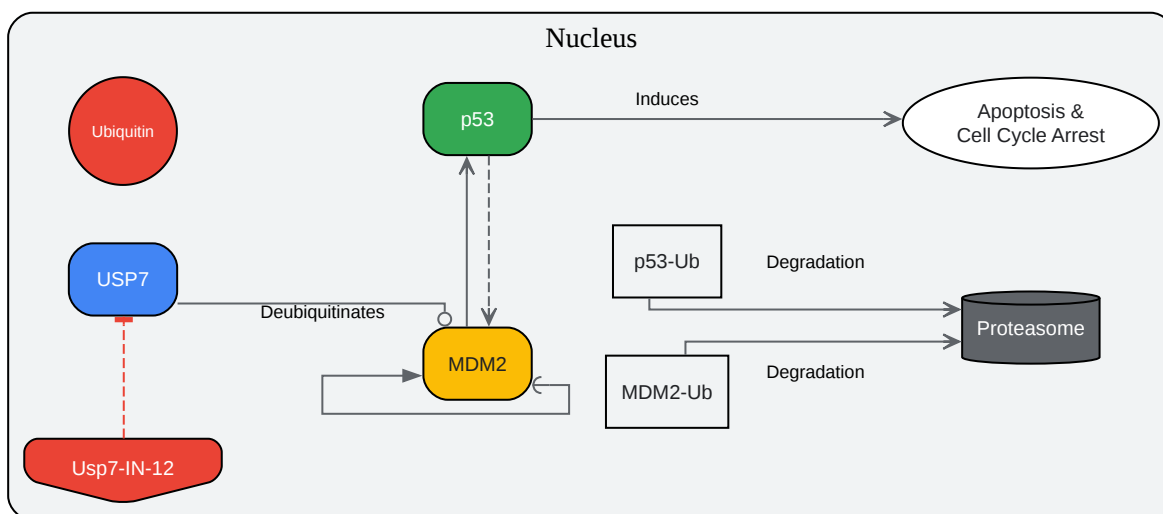 Nucleus
Ubiquitin
p53
Induces
Apoptosis &
Cell Cycle Arrest
USP7
Deubiquitinates
p53-Ub
Degradation
Proteasome
MDM2
MDM2-Ub
Degradation
Usp7-IN-12